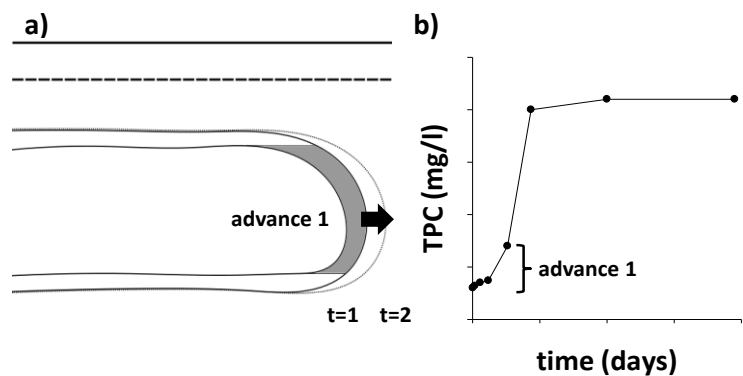 a)
advance 1
t=1
t=2
b)
TPC (mg/l)
advance 1
time (days)